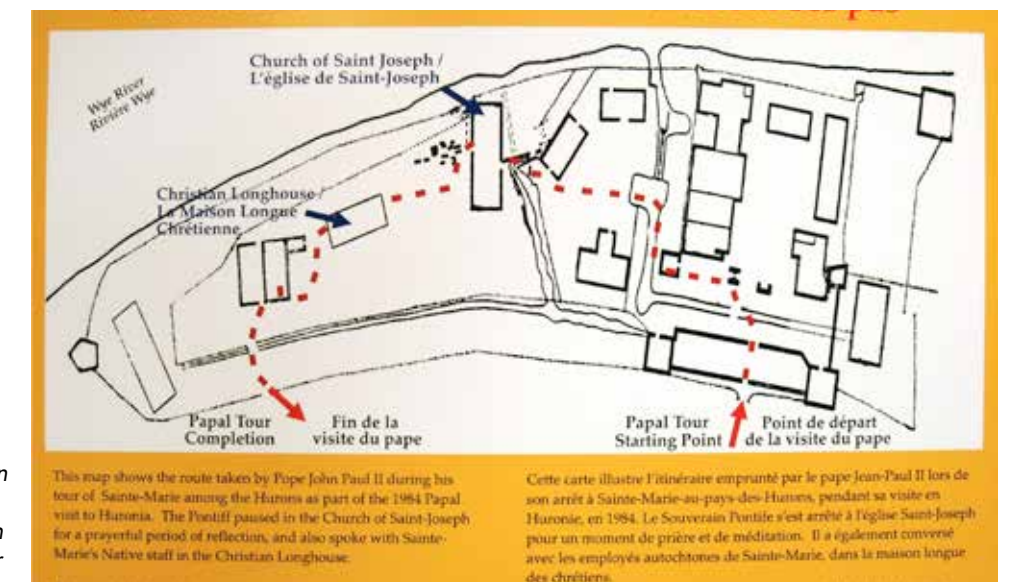 pas
Church of Saint Joseph /
L'église de Saint-Joseph
Wye River
Rivière Wye
Christian Longhouse /
La Maison Longue
Chrétienne
Papal Tour
Completion
Fin de la
visite du pape
Papal Tour
Starting Point
Point de départ
de la visite du pape
This map shows the route taken by Pope John Paul II during his
tour of Sainte-Marie among the Hurons as part of the 1984 Papal
visit to Huronia. The Pontiff paused in the Church of Saint-Joseph
for a prayerful period of reflection, and also spoke with Sainte-
Marie's Native staff in the Christian Longhouse.
Cette carte illustre l'itinéraire emprunté par le pape Jean-Paul II lors de
son arrêt à Sainte-Marie-au-pays-des-Hurons, pendant sa visite en
Huronie, en 1984. Le Souverain Pontife s'est arrêté à l'église Saint-Joseph
pour un moment de prière et de méditation. Il a également conversé
avec les employés autochtones de Sainte-Marie, dans la maison longue
des chrétiens.